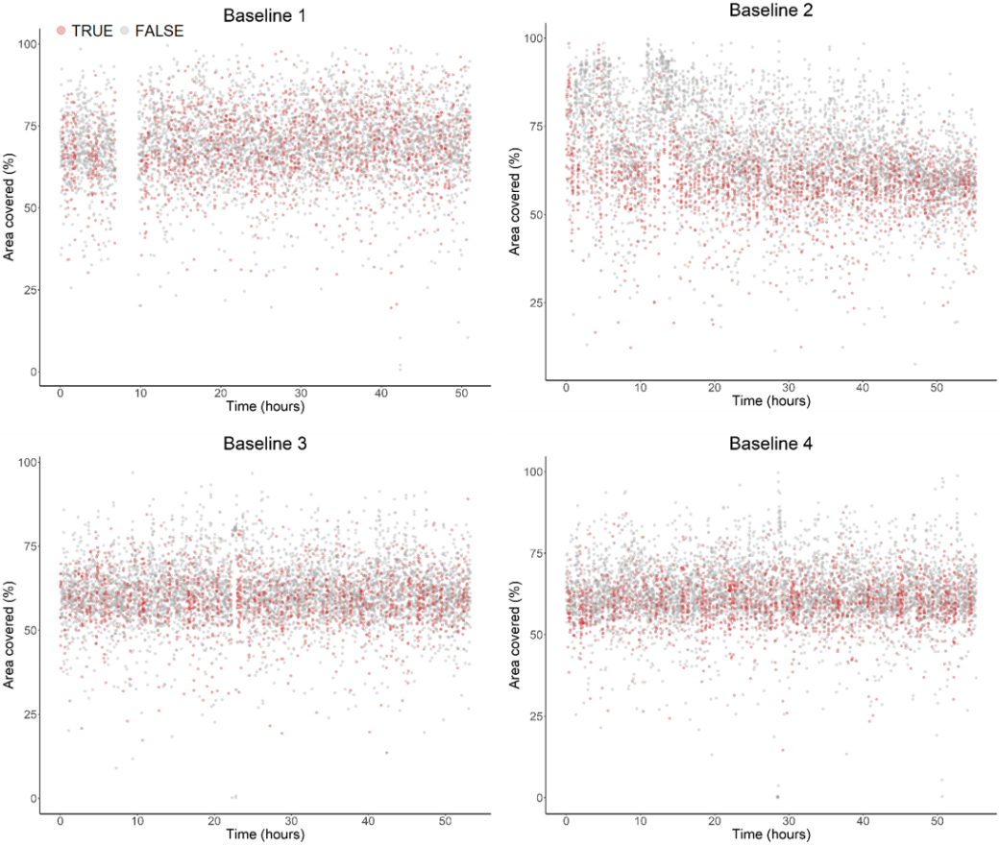 Baseline 1
TRUE FALSE
100
75
50
25
0
Area covered (%)
0 10 20 30 40 50
Time (hours)
Baseline 2
100
75
50
25
Area covered (%)
0 10 20 30 40 50
Time (hours)
Baseline 3
100
75
50
25
0
Area covered (%)
0 10 20 30 40 50
Time (hours)
Baseline 4
100
75
50
25
0
Area covered (%)
0 10 20 30 40 50
Time (hours)